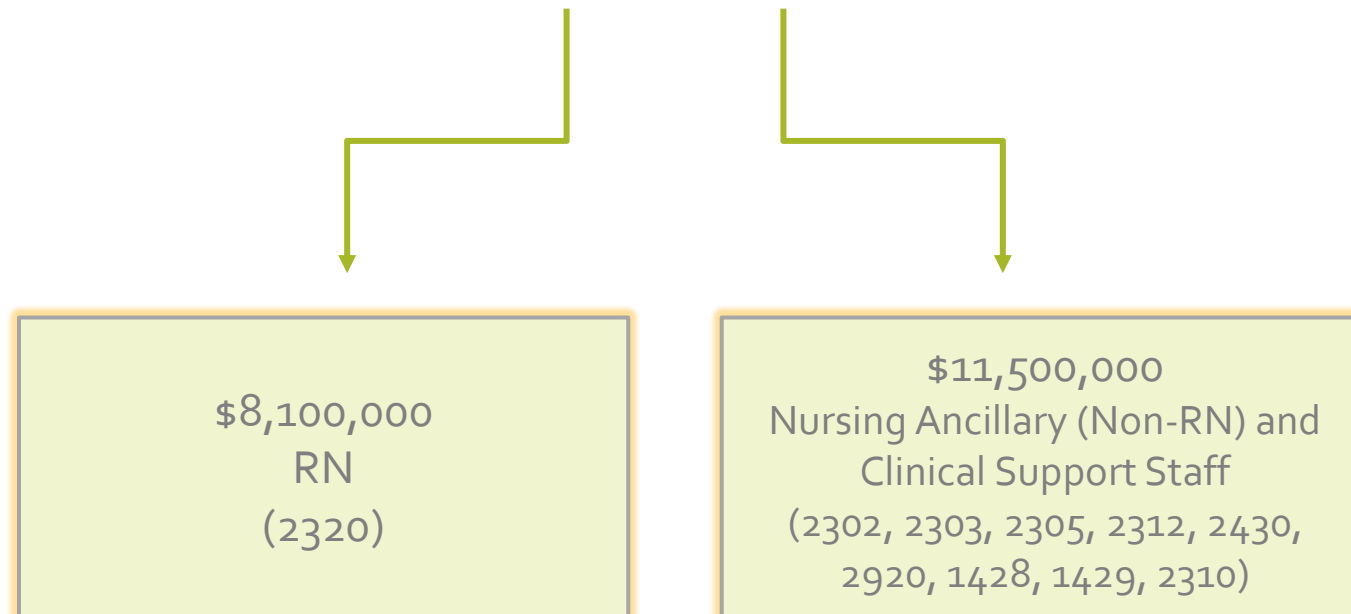 $8,100,000
RN
(2320)
$11,500,000
Nursing Ancillary (Non-RN) and
Clinical Support Staff
(2302, 2303, 2305, 2312, 2430,
2920, 1428, 1429, 2310)